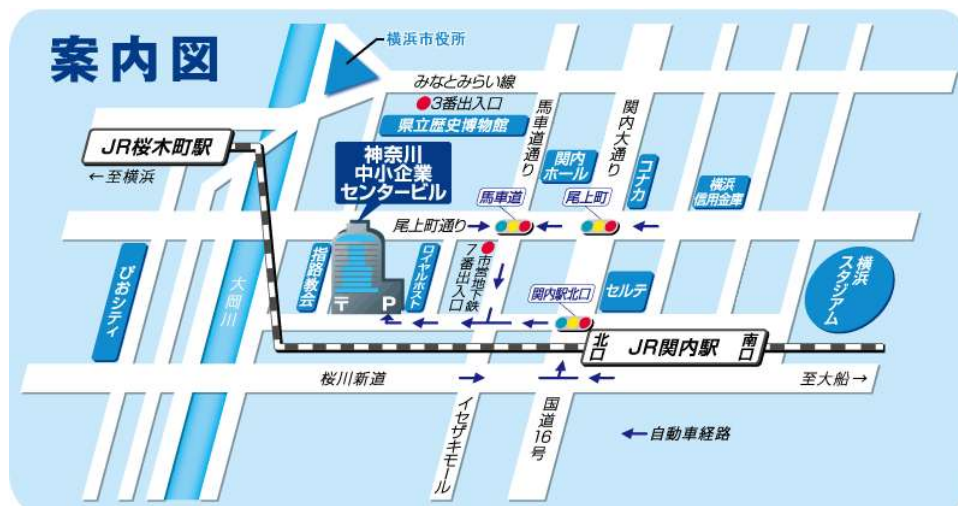 案内図
横浜市役所
みなとみらい線
3番出入口
県立歴史博物館
馬車道通り
関内大通り
JR桜木町駅
←至横浜
神奈川
中小企業
センタービル
関内
ホール
コナカ
横浜
信用金庫
馬車道
尾上町
尾上町通り
ぴおシティ
大岡川
指路教会
〒
P
ロイヤルホスト
市営地下鉄
7番出入口
関内駅北口
セルテ
横浜
スタジアム
北口
JR関内駅
南口
桜川新道
至大船→
イセザキモール
国道16号
←自動車経路